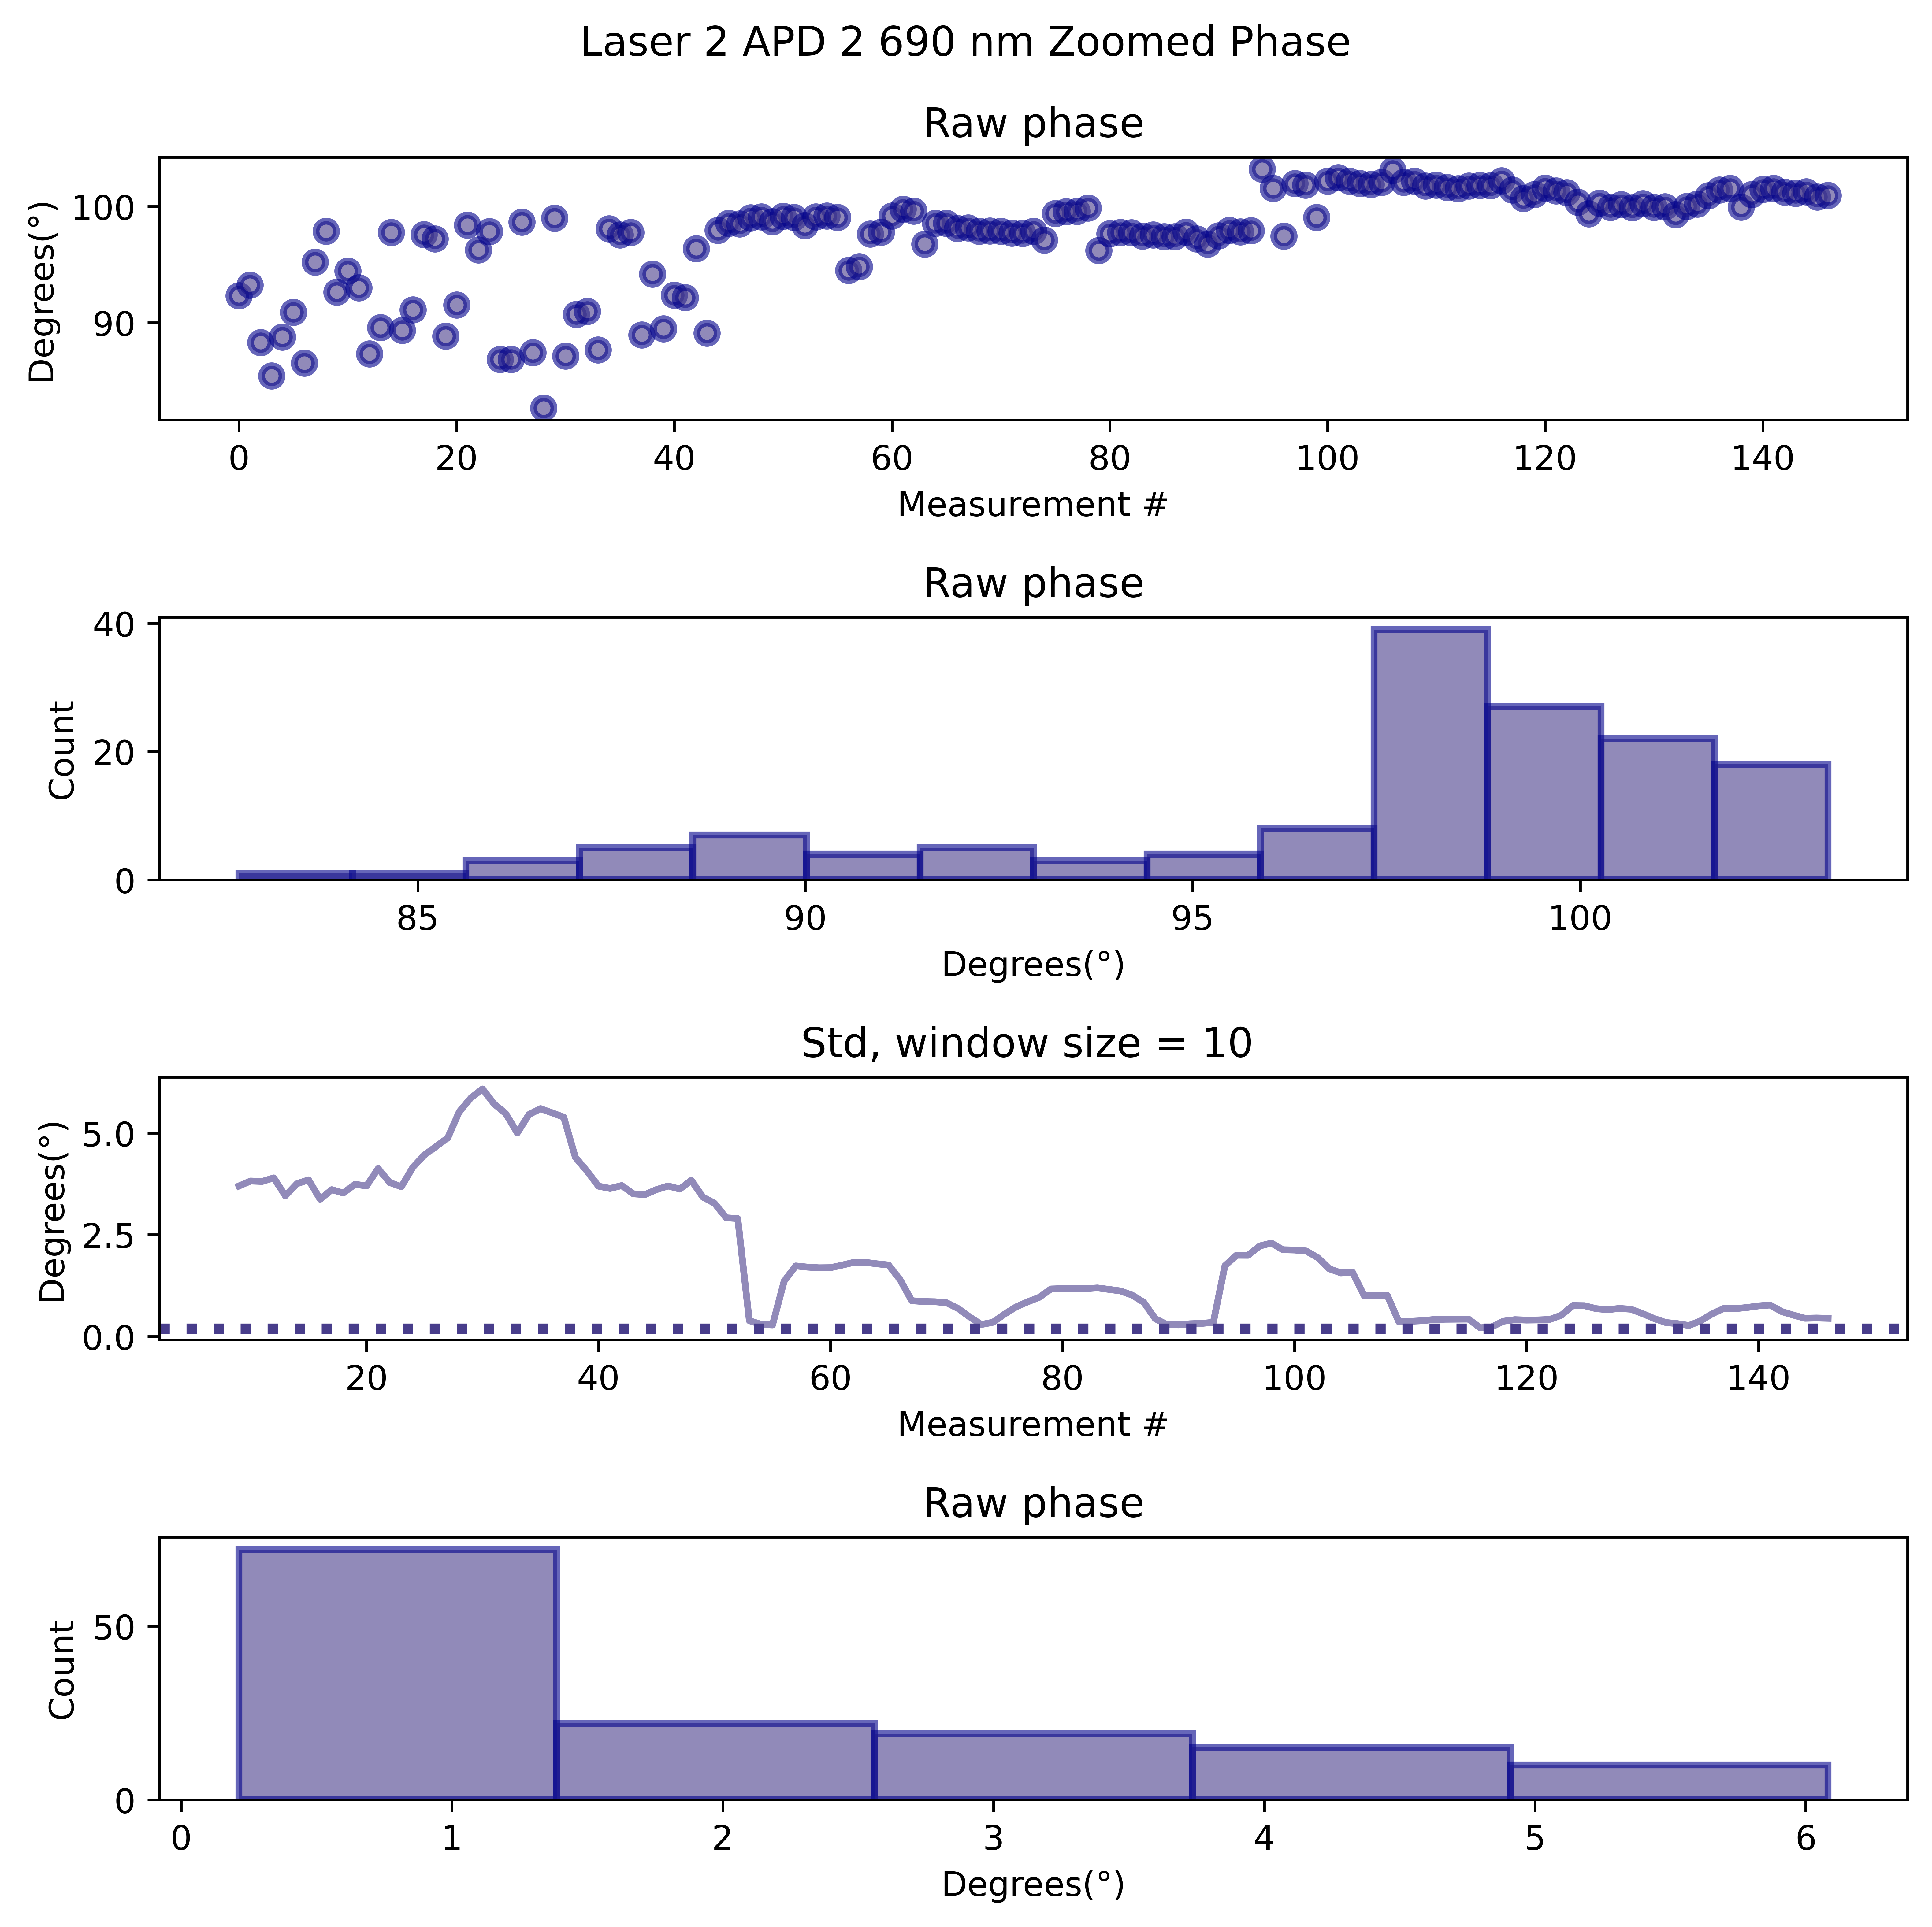 Laser 2 APD 2 690 nm Zoomed Phase
Raw phase
Degrees(°)
100
90
0 20 40 60 80 100 120 140
Measurement #
Raw phase
Count
40
20
0
85 90 95 100
Degrees(°)
Std, window size = 10
Degrees(°)
5.0
2.5
0.0
20 40 60 80 100 120 140
Measurement #
Raw phase
Count
50
0
0 1 2 3 4 5 6
Degrees(°)